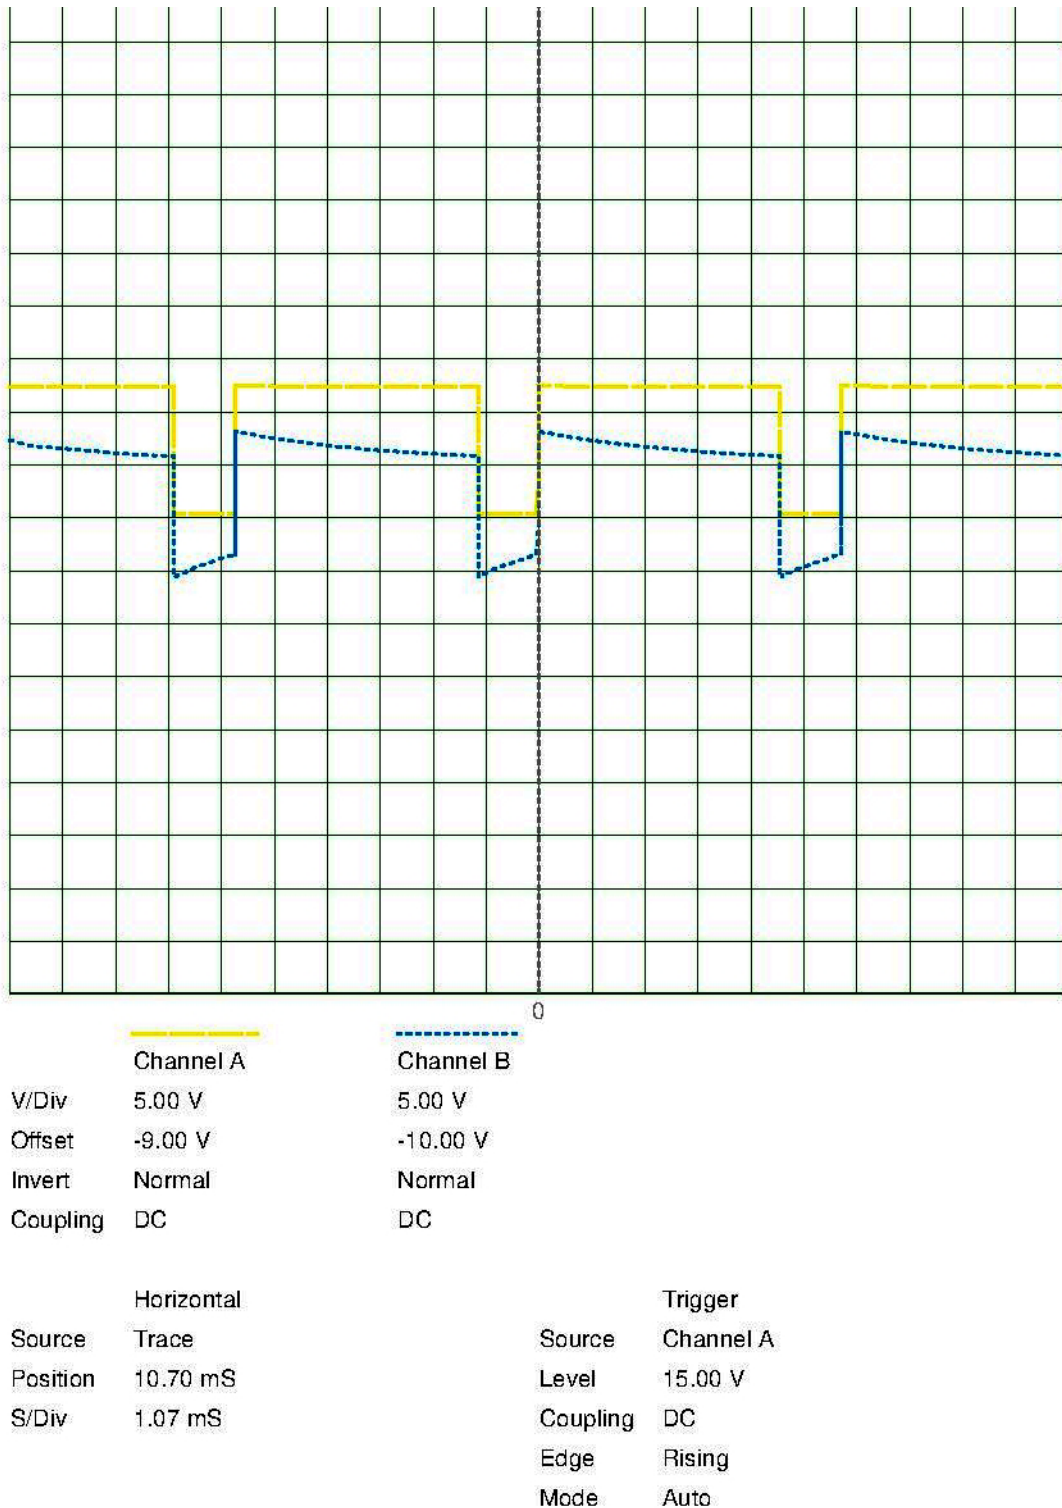 0
Channel A Channel B
V/Div 5.00 V 5.00 V
Offset -9.00 V -10.00 V
Invert Normal Normal
Coupling DC DC
Horizontal Trigger
Source Trace Source Channel A
Position 10.70 mS Level 15.00 V
S/Div 1.07 mS Coupling DC
Edge Rising
Mode Auto